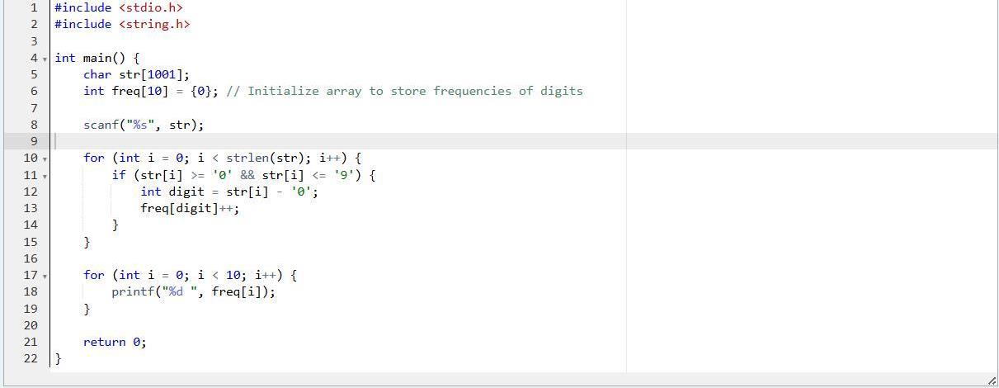 1 #include <stdio.h>
2 #include <string.h>
3
4 int main() {
5     char str[1001];
6     int freq[10] = {0}; // Initialize array to store frequencies of digits
7
8     scanf("%s", str);
9
10     for (int i = 0; i < strlen(str); i++) {
11         if (str[i] >= '0' && str[i] <= '9') {
12             int digit = str[i] - '0';
13             freq[digit]++;
14         }
15     }
16
17     for (int i = 0; i < 10; i++) {
18         printf("%d ", freq[i]);
19     }
20
21     return 0;
22 }